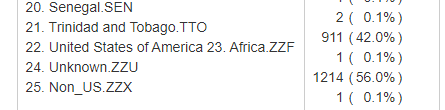 20. Senegal.SEN
21. Trinidad and Tobago.TTO
22. United States of America 23. Africa.ZZF
24. Unknown.ZZU
25. Non_US.ZZX
2 ( 0.1%)
911 (42.0%)
1 ( 0.1%)
1214 (56.0%)
1 ( 0.1%)